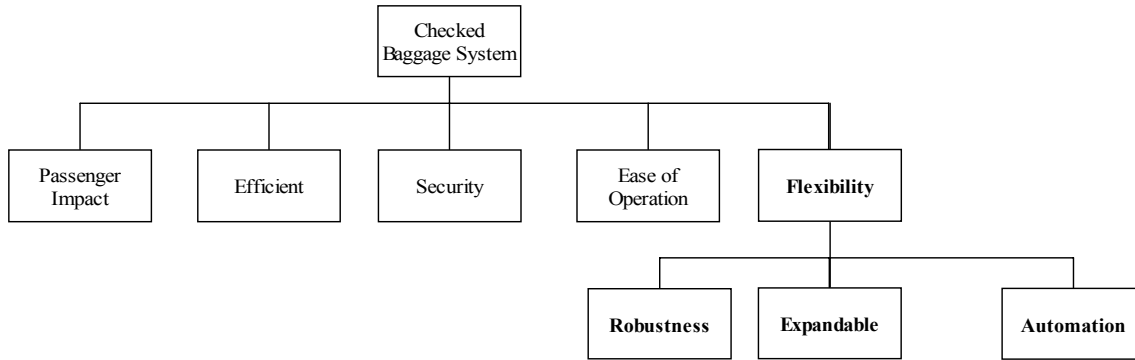 Checked
Baggage System
Passenger
Impact
Efficient
Security
Ease of
Operation
Flexibility
Robustness
Expandable
Automation